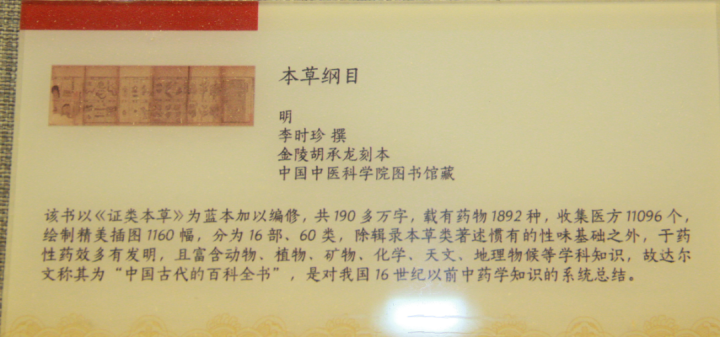 本草纲目
明
李时珍 撰
金陵胡承龙刻本
中国中医科学院图书馆藏
该书以《证类本草》为蓝本加以编修，共190多万字，载有药物1892种，收集医方11096个，
绘制精美插图1160幅，分为16部、60类，除辑录本草类著述惯有的性味基础之外，于药
性药效多有发明，且富含动物、植物、矿物、化学、天文、地理物候等学科知识，故达尔
文称其为“中国古代的百科全书”，是对我国16世纪以前中药学知识的系统总结。